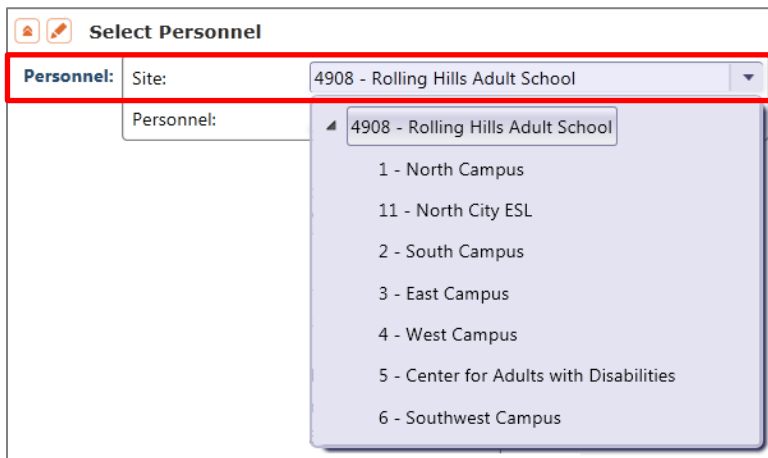 Select Personnel
Personnel: Site: 4908 - Rolling Hills Adult School
Personnel: 4908 - Rolling Hills Adult School
1 - North Campus
11 - North City ESL
2 - South Campus
3 - East Campus
4 - West Campus
5 - Center for Adults with Disabilities
6 - Southwest Campus